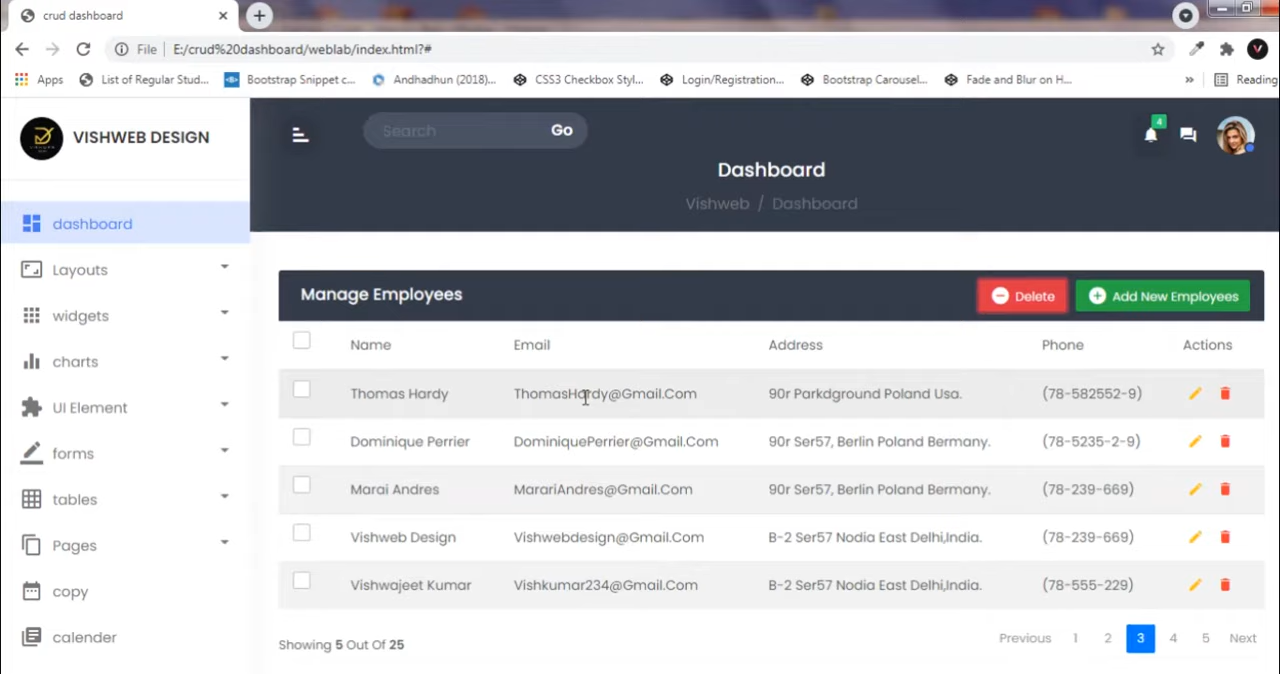 crud dashboard
File E:/crud%20dashboard/weblab/index.html?#
Apps List of Regular Stud... Bootstrap Snippet c... Andhadhun (2018)... CSS3 Checkbox Styl... Login/Registration... Bootstrap Carousel... Fade and Blur on H... » Reading
VISHWEB DESIGN
Search Go
4
Dashboard
Vishweb / Dashboard
dashboard
Layouts
widgets
charts
UI Element
forms
tables
Pages
copy
calender
Manage Employees Delete Add New Employees
Name Email Address Phone Actions
Thomas Hardy ThomasHardy@Gmail.Com 90r Parkdground Poland Usa. (78-582552-9)
Dominique Perrier DominiquePerrier@Gmail.Com 90r Ser57, Berlin Poland Bermany. (78-5235-2-9)
Marai Andres MarariAndres@Gmail.Com 90r Ser57, Berlin Poland Bermany. (78-239-669)
Vishweb Design Vishwebdesign@Gmail.Com B-2 Ser57 Nodia East Delhi,India. (78-239-669)
Vishwajeet Kumar Vishkumar234@Gmail.Com B-2 Ser57 Nodia East Delhi,India. (78-555-229)
Showing 5 Out Of 25
Previous 1 2 3 4 5 Next